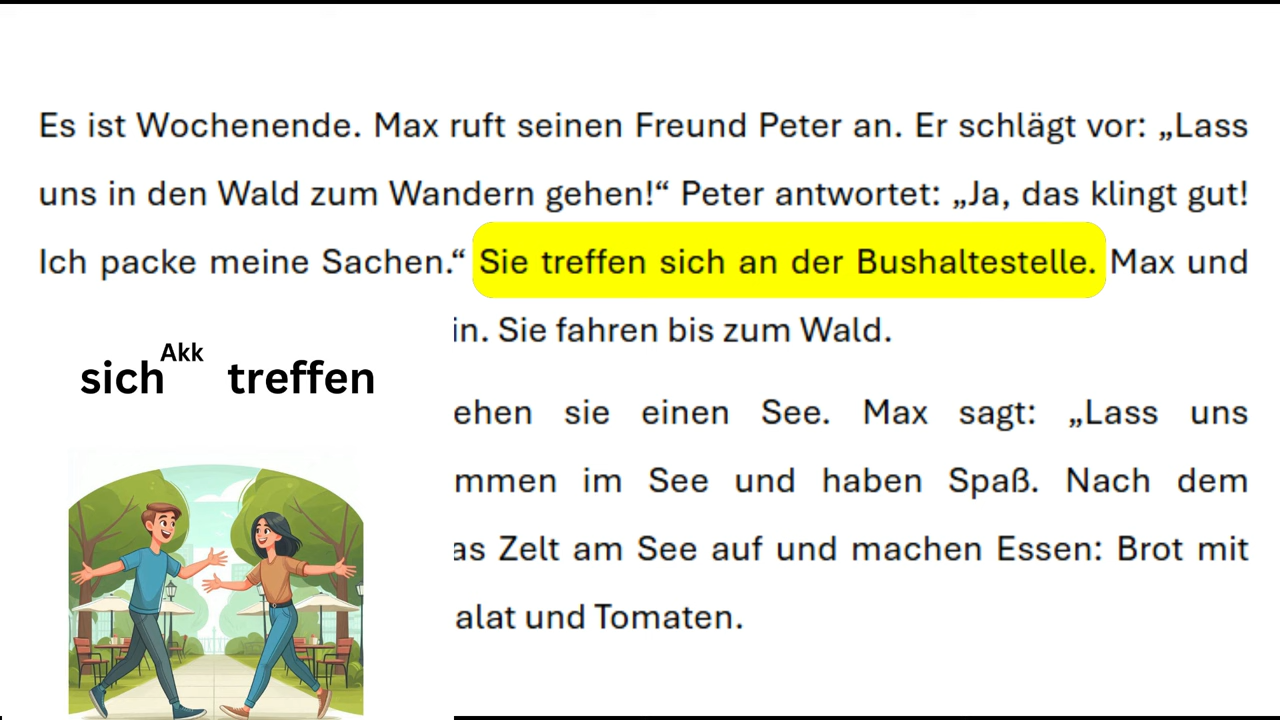 Es ist Wochenende. Max ruft seinen Freund Peter an. Er schlägt vor: „Lass
uns in den Wald zum Wandern gehen!“ Peter antwortet: „Ja, das klingt gut!
Ich packe meine Sachen.“ Sie treffen sich an der Bushaltestelle. Max und
in. Sie fahren bis zum Wald.
ehen sie einen See. Max sagt: „Lass uns
mmen im See und haben Spaß. Nach dem
as Zelt am See auf und machen Essen: Brot mit
alat und Tomaten.
sich Akk treffen